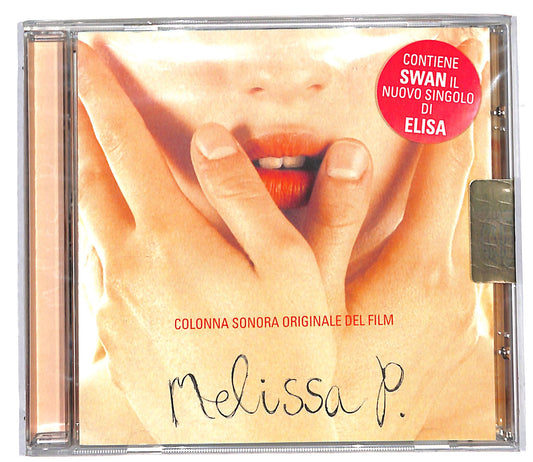 CONTIENE
SWAN IL
NUOVO SINGOLO
DI
ELISA
COLONNA SONORA ORIGINALE DEL FILM
Melissa P.